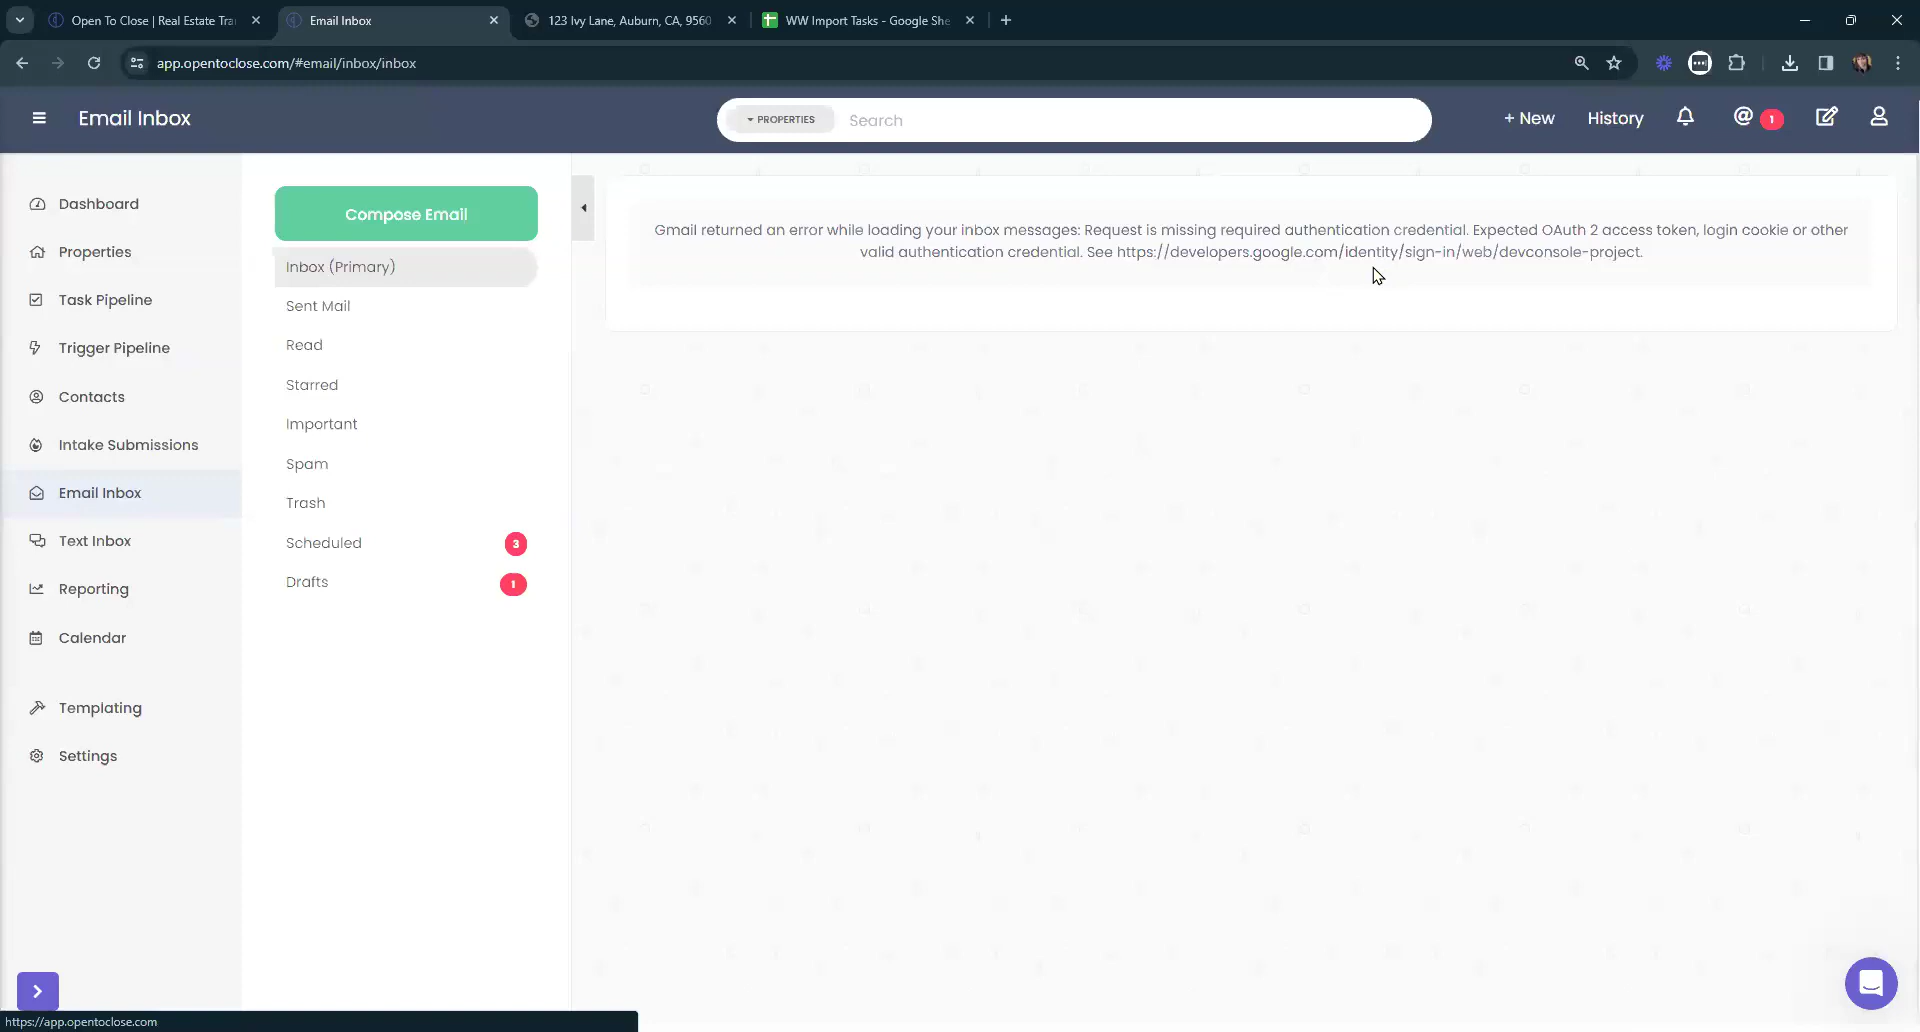 Open To Close | Real Estate Tra
Email Inbox
123 Ivy Lane, Auburn, CA, 9560
WW Import Tasks - Google She
app.opentoclose.com/#email/inbox/inbox
Email Inbox
PROPERTIES
Search
+ New
History
@ 1
Dashboard
Properties
Task Pipeline
Trigger Pipeline
Contacts
Intake Submissions
Email Inbox
Text Inbox
Reporting
Calendar
Templating
Settings
Compose Email
Inbox (Primary)
Sent Mail
Read
Starred
Important
Spam
Trash
Scheduled 3
Drafts 1
Gmail returned an error while loading your inbox messages: Request is missing required authentication credential. Expected OAuth 2 access token, login cookie or other
valid authentication credential. See https://developers.google.com/identity/sign-in/web/devconsole-project.
https://app.opentoclose.com